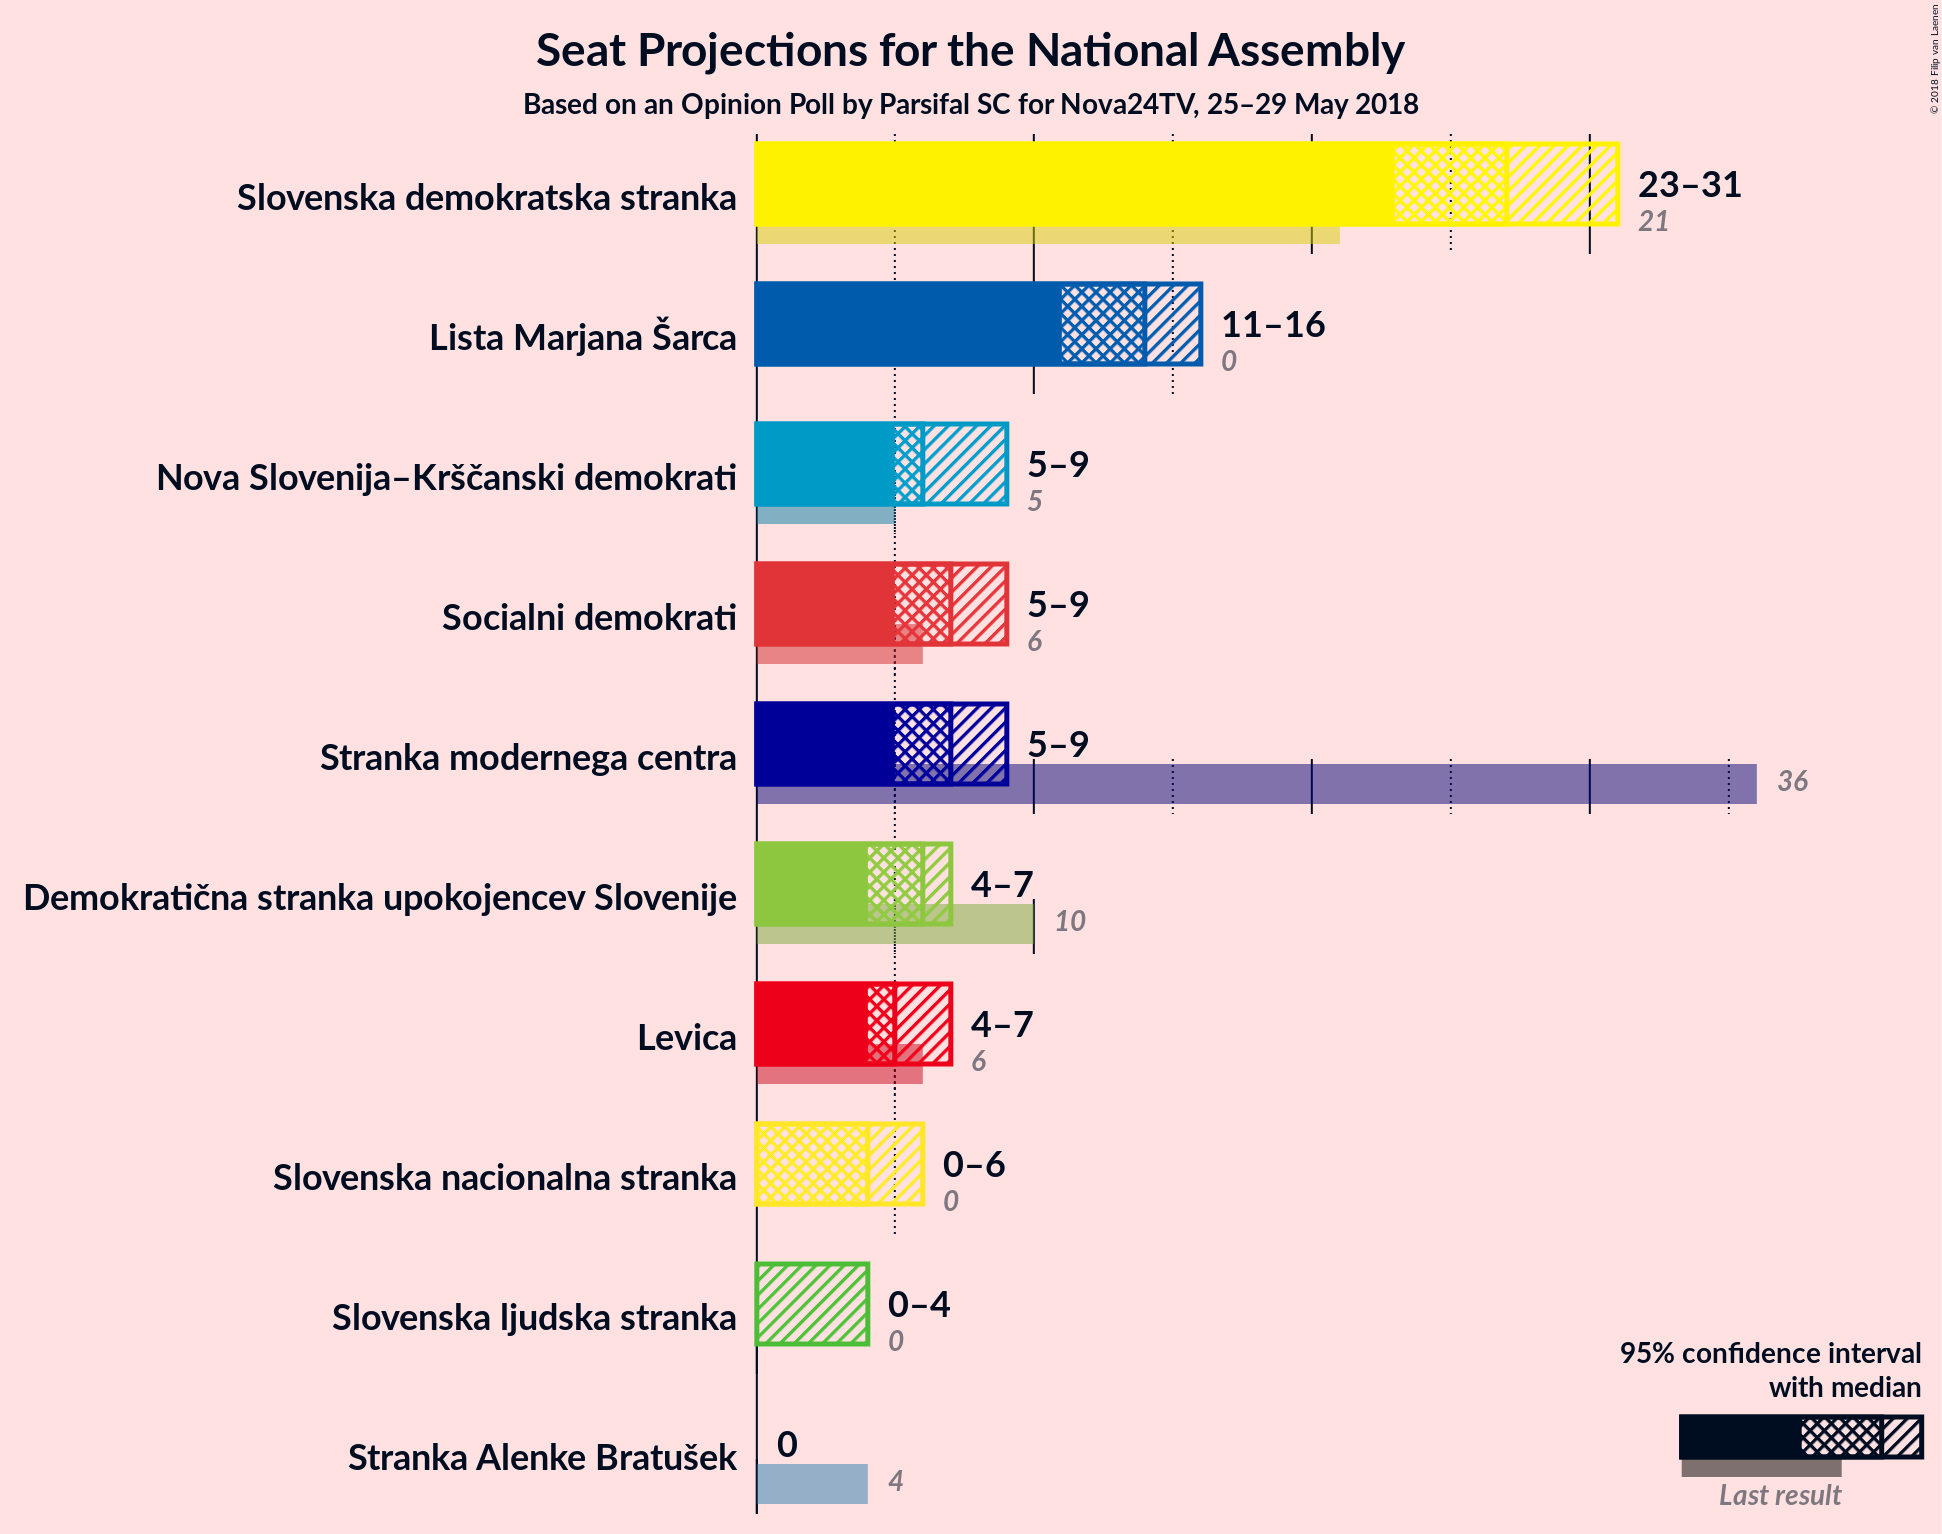 Seat Projections for the National Assembly
Based on an Opinion Poll by Parsifal SC for Nova24TV, 25–29 May 2018
© 2018 Filip van Laenen
Slovenska demokratska stranka
23–31
21
Lista Marjana Šarca
11–16
0
Nova Slovenija–Krščanski demokrati
5–9
5
Socialni demokrati
5–9
6
Stranka modernega centra
5–9
36
Demokratična stranka upokojencev Slovenije
4–7
10
Levica
4–7
6
Slovenska nacionalna stranka
0–6
0
Slovenska ljudska stranka
0–4
0
Stranka Alenke Bratušek
0
4
95% confidence interval
with median
Last result